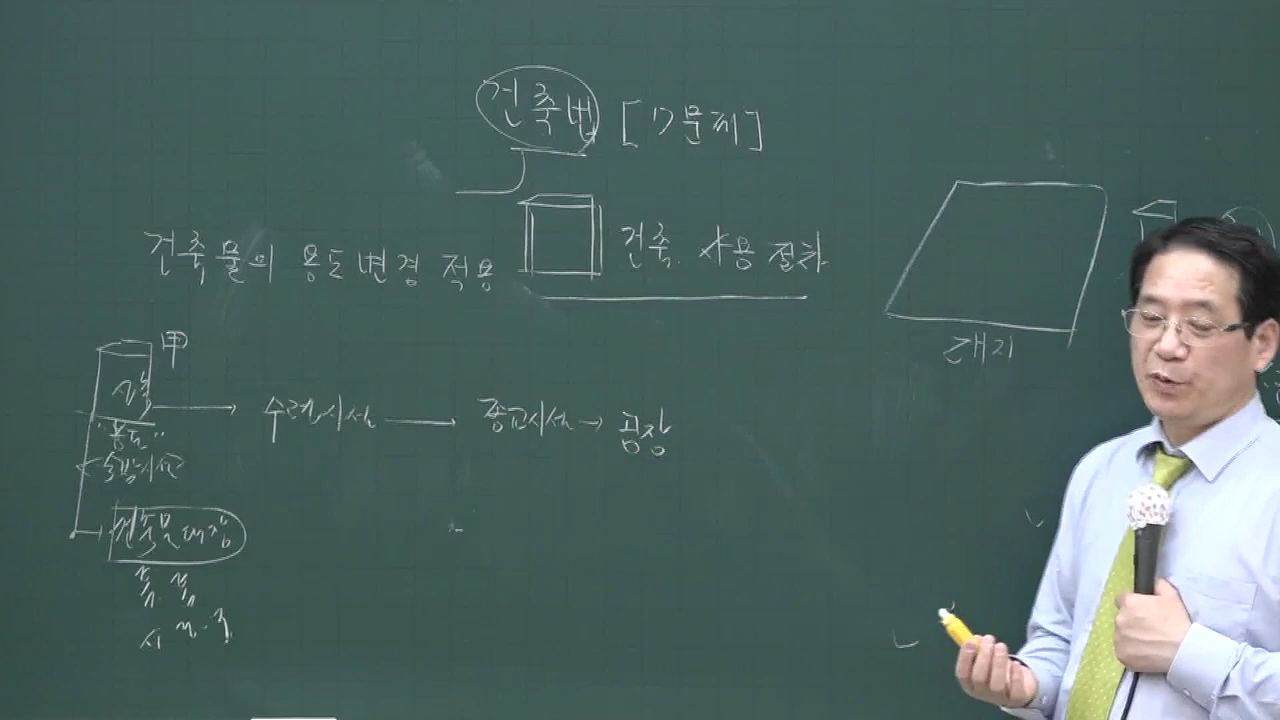 건축법 [7문제]
건축물의 용도변경 적용 건축. 사용 절차
대지
甲
수련시설 → 종교시설 → 공장
"용도"
숙박시설
건축물대장